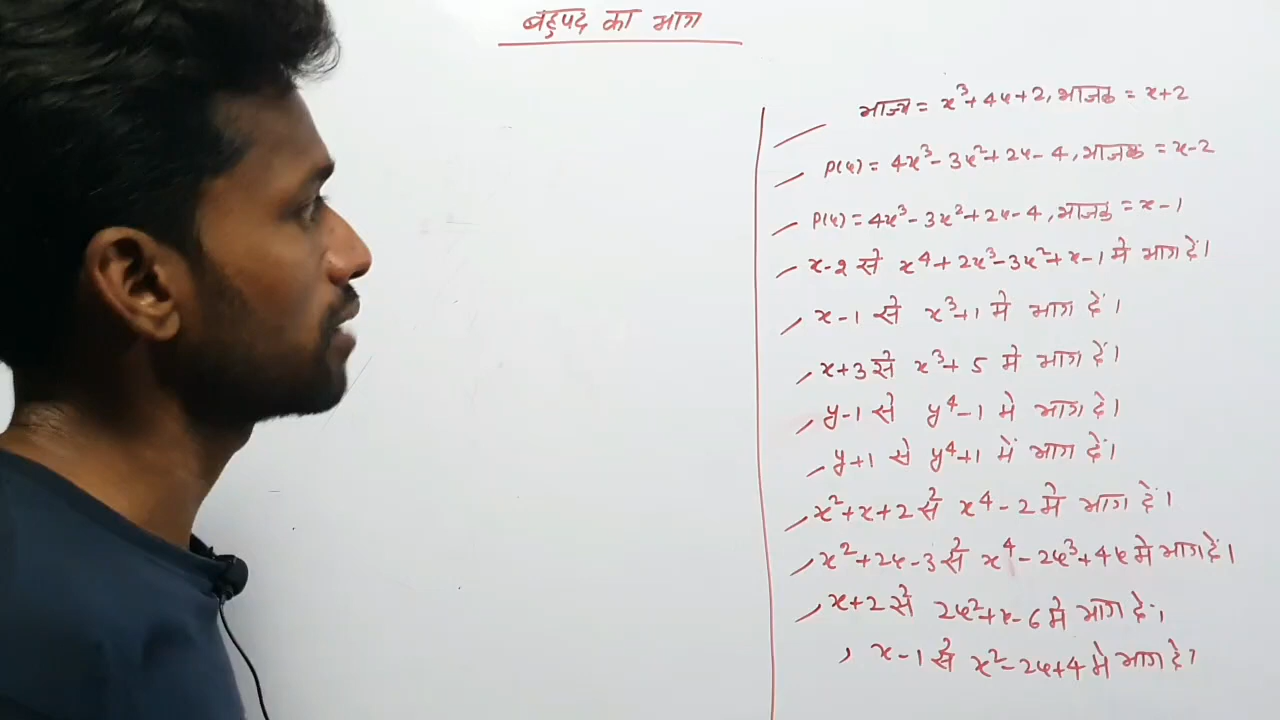 बहुपद का भाग
भाज्य = x³+4x+2, भाजक = x+2
P(x) = 4x³-3x²+2x-4, भाजक = x-2
P(x) = 4x³-3x²+2x-4, भाजक = x-1
x-2 से x⁴+2x³-3x²+x-1 मे भाग दें।
x-1 से x³+1 मे भाग दें।
x+3 से x³+5 मे भाग दें।
y-1 से y⁴-1 मे भाग दें।
y+1 से y⁴+1 में भाग दें।
x²+x+2 से x⁴-2 मे भाग दें।
x²+2x-3 से x⁴-2x³+4x मे भाग दें।
x+2 से 2x²+x-6 मे भाग दें।
x-1 से x²-2x+4 मे भाग दें?